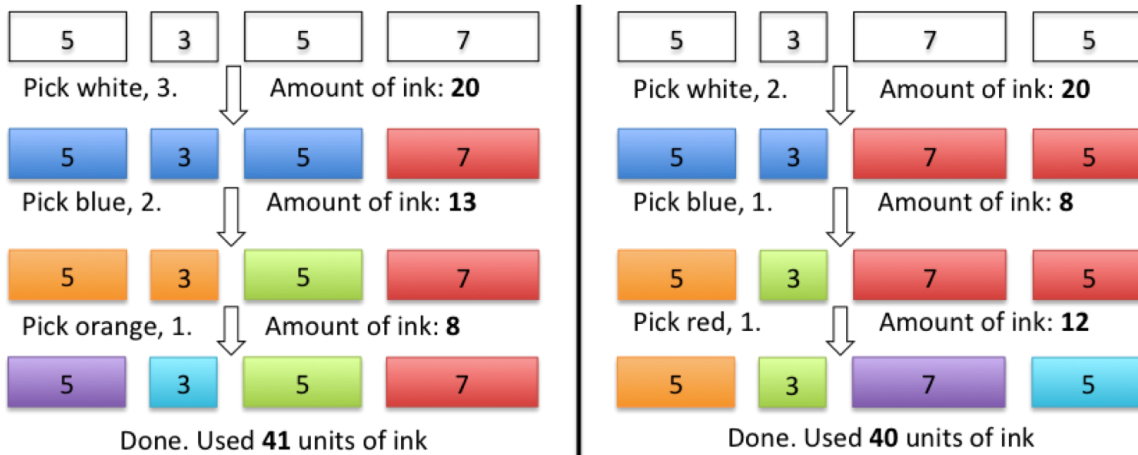 5 3 5 7
Pick white, 3. Amount of ink: 20
5 3 5 7
Pick blue, 2. Amount of ink: 13
5 3 5 7
Pick orange, 1. Amount of ink: 8
5 3 5 7
Done. Used 41 units of ink
5 3 7 5
Pick white, 2. Amount of ink: 20
5 3 7 5
Pick blue, 1. Amount of ink: 8
5 3 7 5
Pick red, 1. Amount of ink: 12
5 3 7 5
Done. Used 40 units of ink